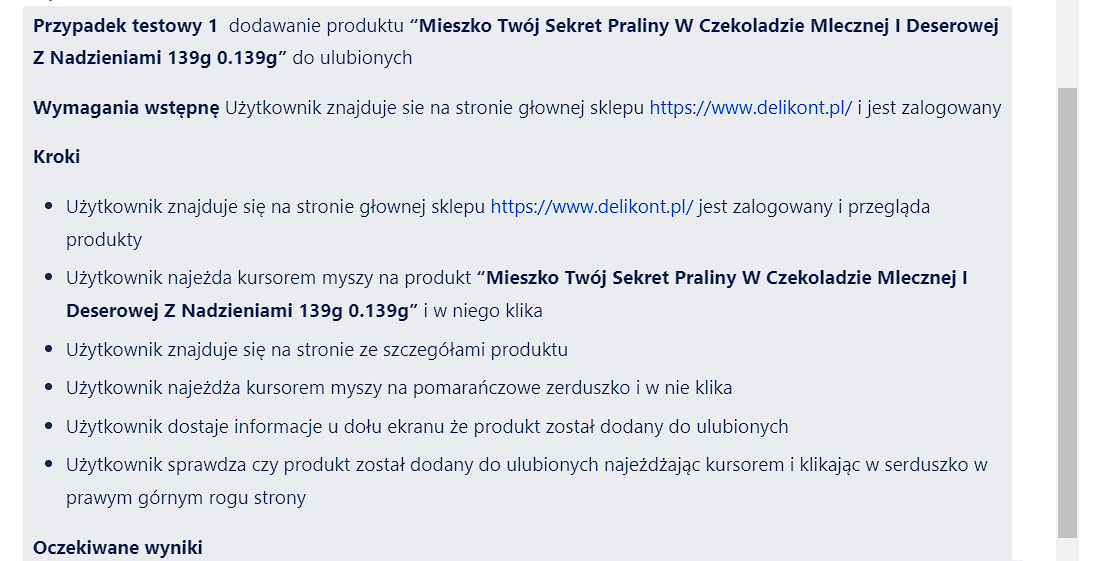 Przypadek testowy 1 dodawanie produktu “Mieszko Twój Sekret Praliny W Czekoladzie Mlecznej I Deserowej
Z Nadzieniami 139g 0.139g” do ulubionych
Wymagania wstępnę Użytkownik znajduje sie na stronie głownej sklepu https://www.delikont.pl/ i jest zalogowany
Kroki
• Użytkownik znajduje się na stronie głownej sklepu https://www.delikont.pl/ jest zalogowany i przegląda
produkty
• Użytkownik najeżda kursorem myszy na produkt “Mieszko Twój Sekret Praliny W Czekoladzie Mlecznej I
Deserowej Z Nadzieniami 139g 0.139g” i w niego klika
• Użytkownik znajduje się na stronie ze szczegółami produktu
• Użytkownik najeżdża kursorem myszy na pomarańczowe zerduszko i w nie klika
• Użytkownik dostaje informacje u dołu ekranu że produkt został dodany do ulubionych
• Użytkownik sprawdza czy produkt został dodany do ulubionych najeżdżając kursorem i klikając w serduszko w
prawym górnym rogu strony
Oczekiwane wyniki